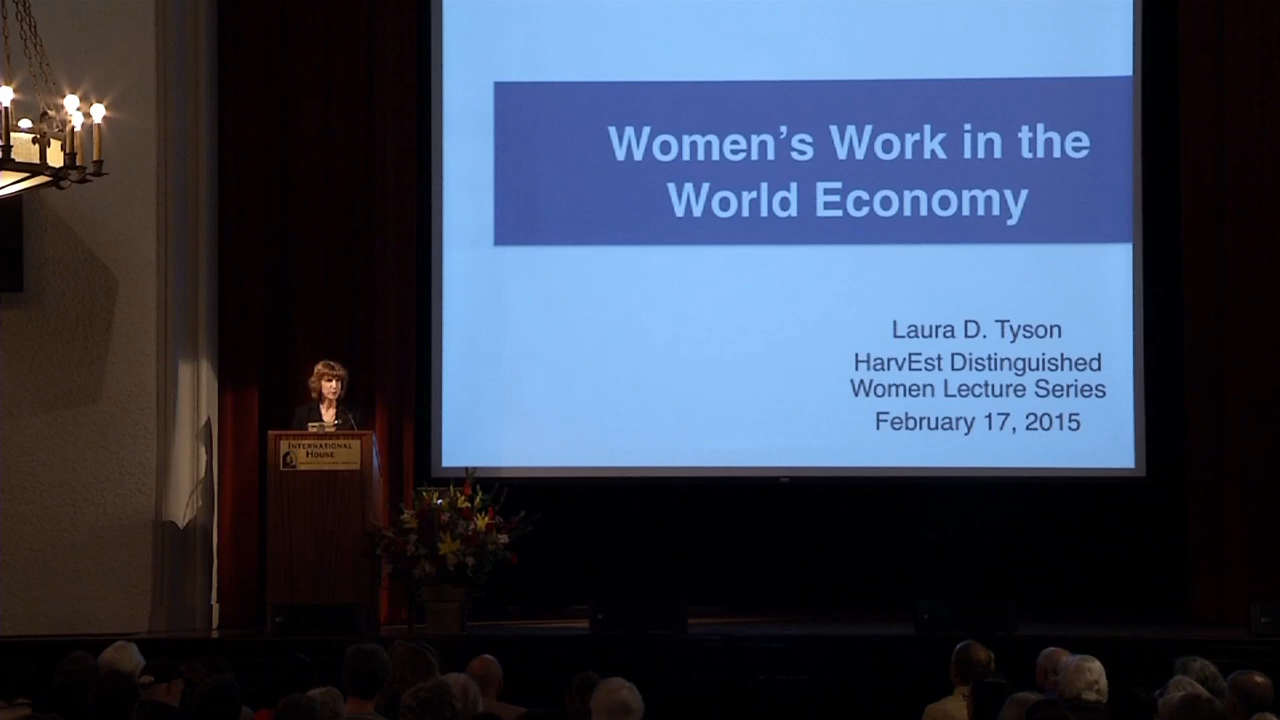 Women's Work in the
World Economy
Laura D. Tyson
HarvEst Distinguished
Women Lecture Series
February 17, 2015
INTERNATIONAL
HOUSE